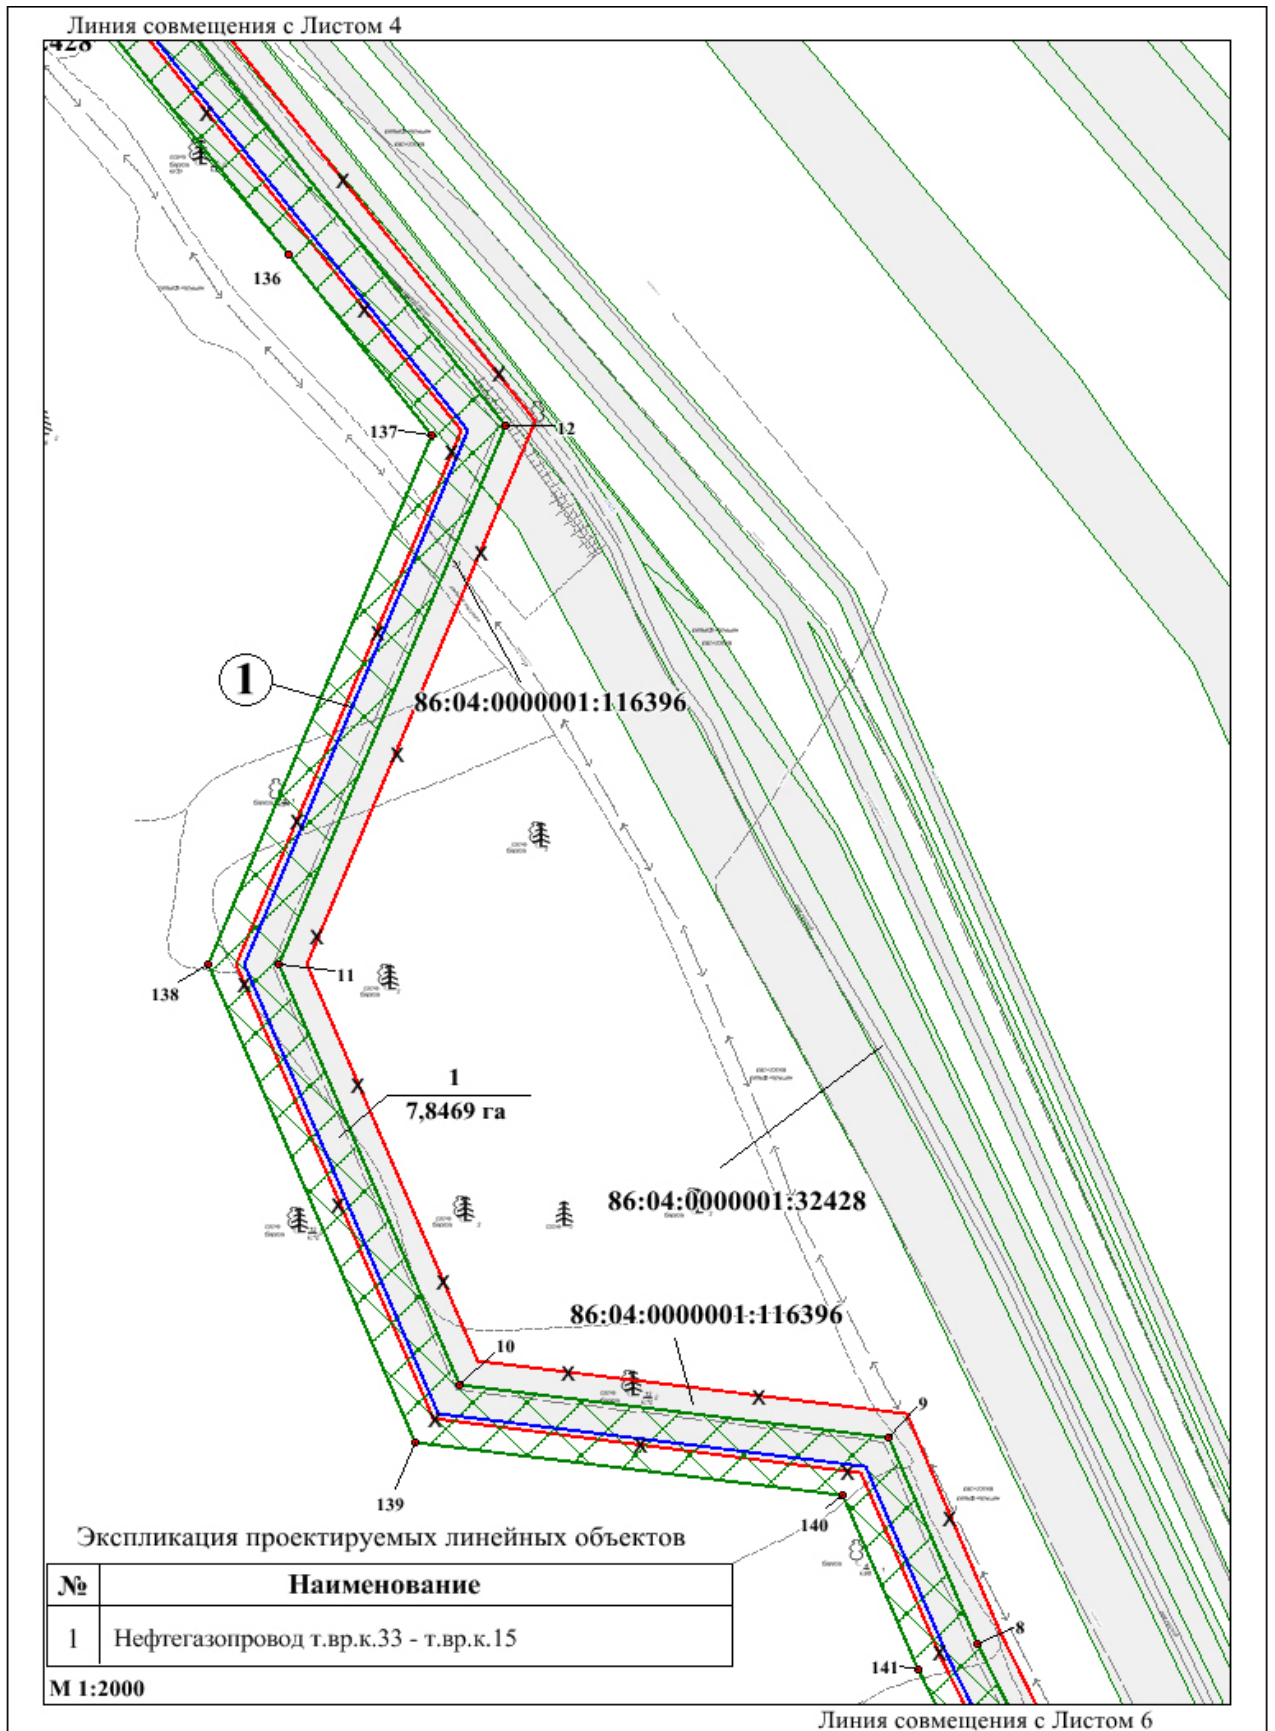 Линия совмещения с Листом 4
:428
136
137
12
1
86:04:0000001:116396
138
11
1
7,8469 га
86:04:0000001:32428
86:04:0000001:116396
10
9
139
140
8
141
Экспликация проектируемых линейных объектов
№ Наименование
1 Нефтегазопровод т.вр.к.33 - т.вр.к.15
М 1:2000
Линия совмещения с Листом 6